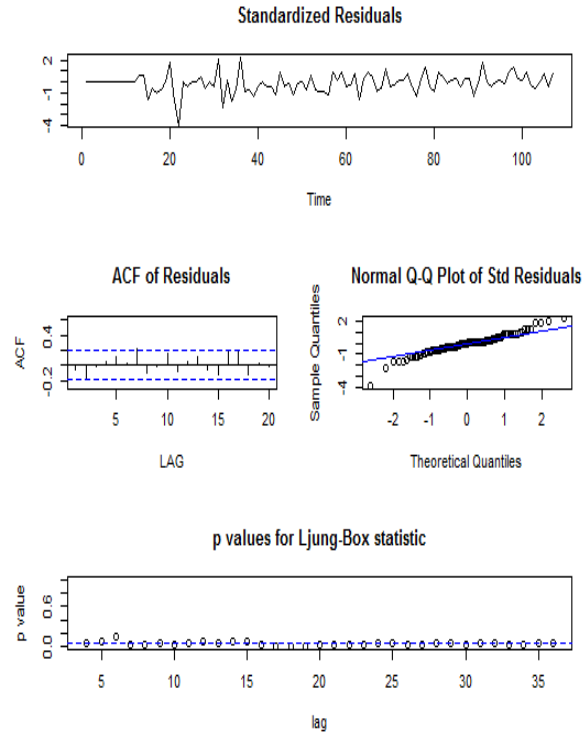 Standardized Residuals
2
-1
-4
0 20 40 60 80 100
Time
ACF of Residuals
ACF
0.4
-0.2
5 10 15 20
LAG
Normal Q-Q Plot of Std Residuals
Sample Quantiles
2
-1
-4
-2 -1 0 1 2
Theoretical Quantiles
p values for Ljung-Box statistic
p value
0.6
0.0
5 10 15 20 25 30 35
lag